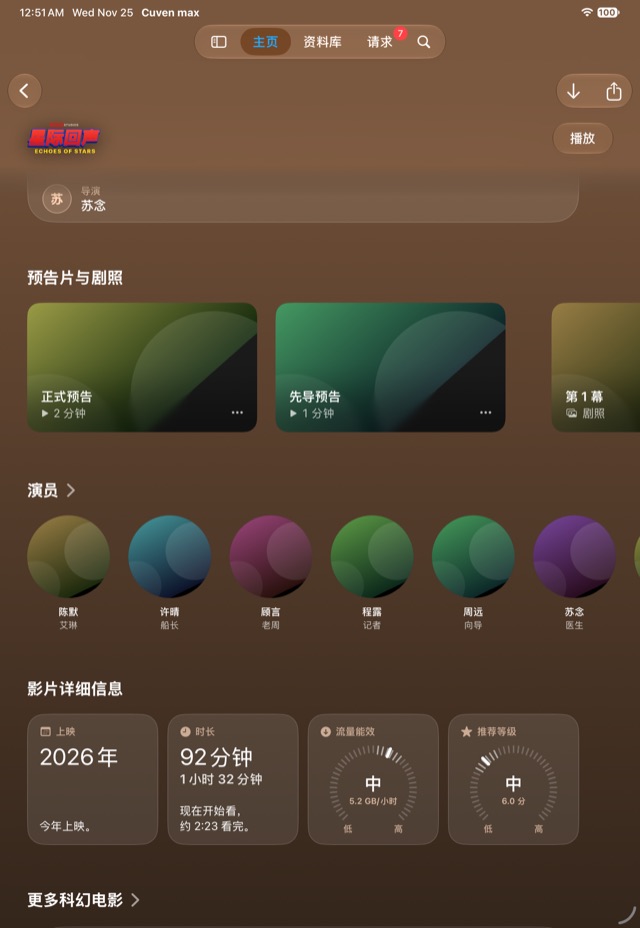 12:51 AM Wed Nov 25 Cuven max
100
主页
资料库
请求
7
星际回声
ECHOES OF STARS
播放
苏
导演
苏念
预告片与剧照
正式预告
2 分钟
先导预告
1 分钟
第 1 幕
剧照
演员
陈默
艾琳
许晴
船长
顾言
老周
程露
记者
周远
向导
苏念
医生
影片详细信息
上映
2026年
今年上映。
时长
92分钟
1 小时 32 分钟
现在开始看，
约 2:23 看完。
流量能效
中
5.2 GB/小时
低
高
推荐等级
中
6.0 分
低
高
更多科幻电影